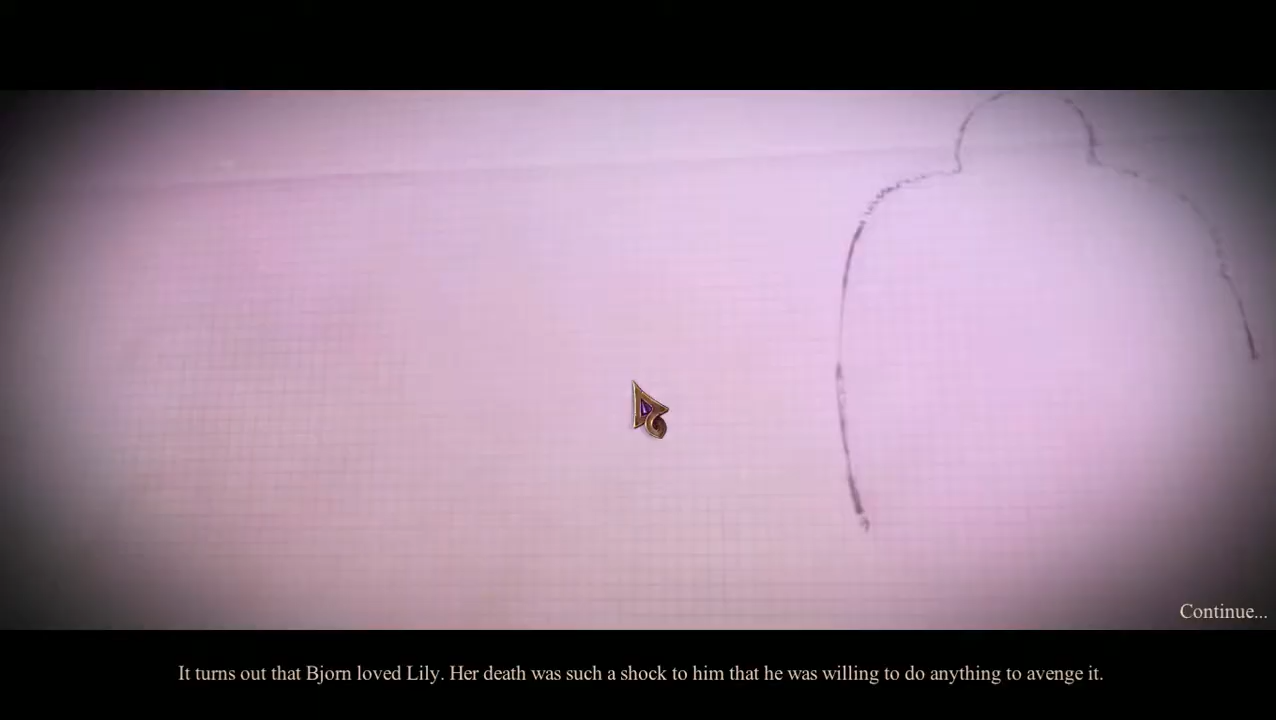 Continue...
It turns out that Bjorn loved Lily. Her death was such a shock to him that he was willing to do anything to avenge it.